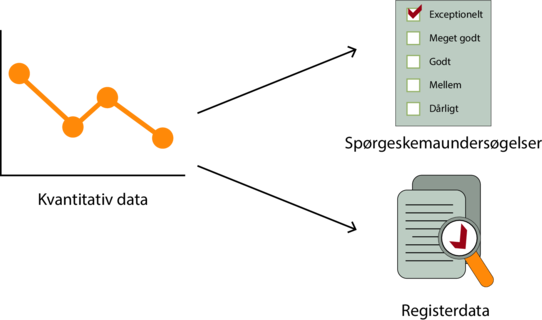 Exceptionelt
Meget godt
Godt
Mellem
Dårligt
Spørgeskemaundersøgelser
Kvantitativ data
Registerdata